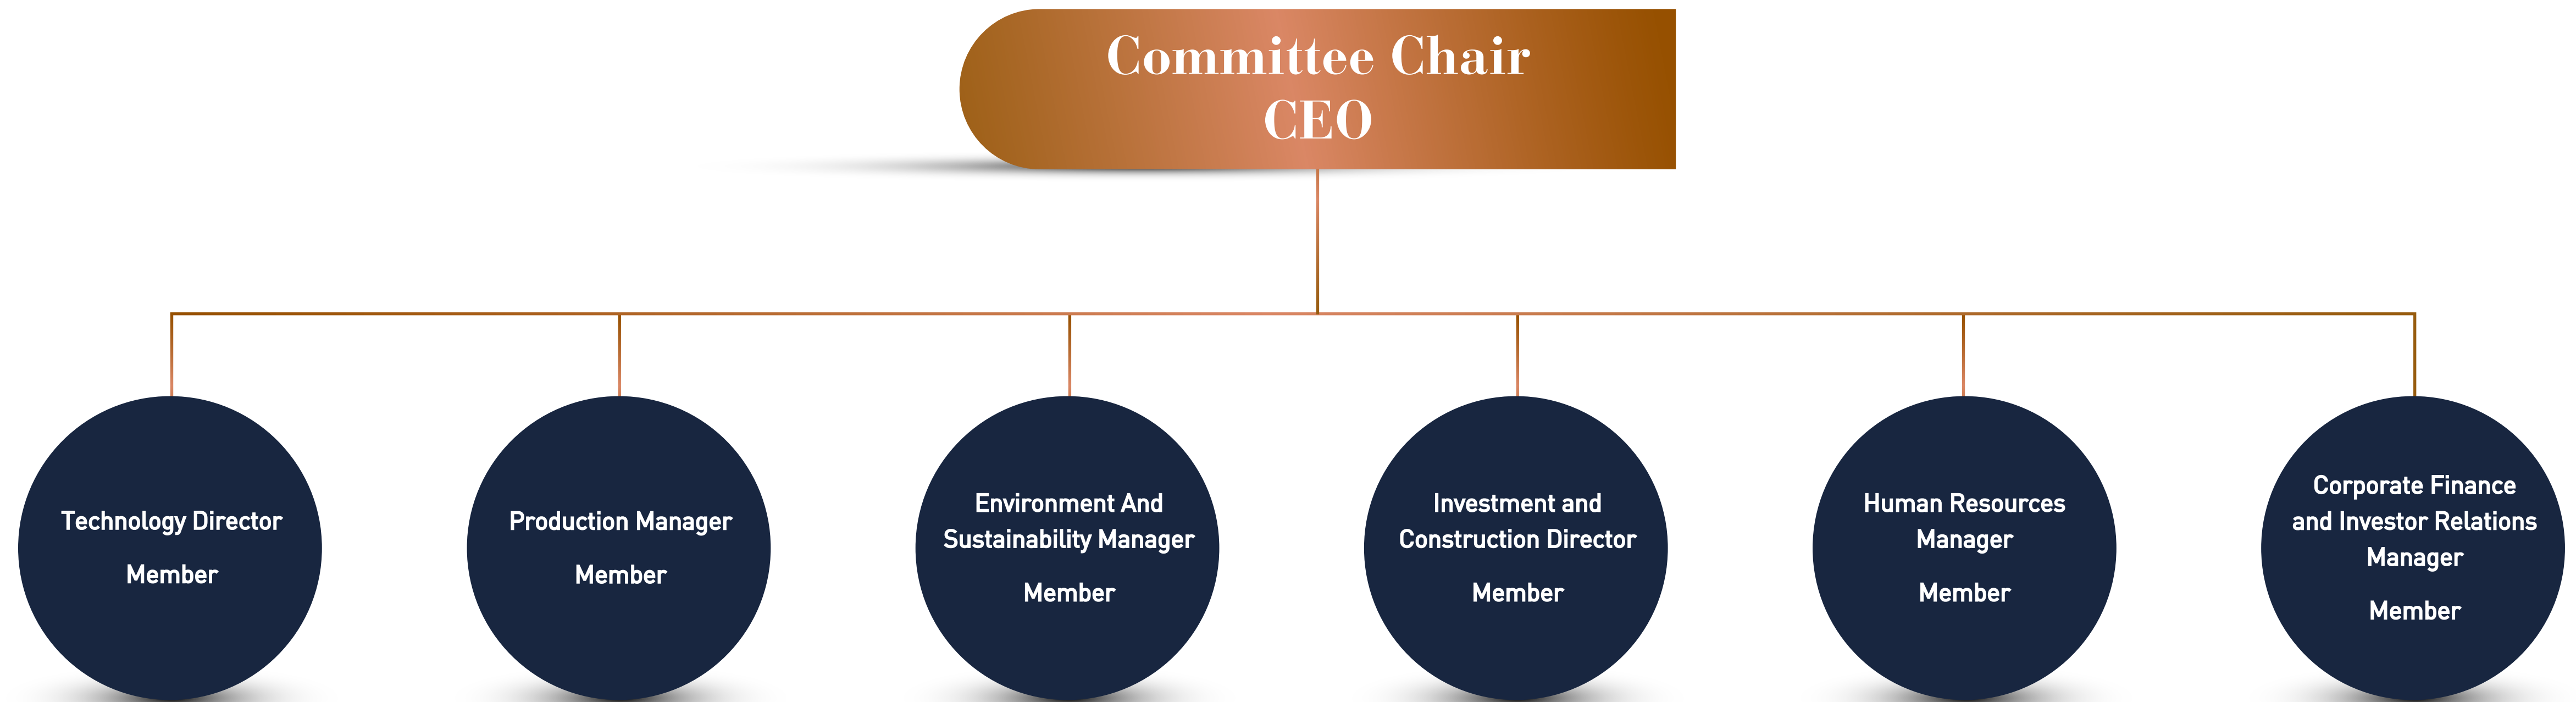 Committee Chair
CEO
Technology Director
Member
Production Manager
Member
Environment And
Sustainability Manager
Member
Investment and
Construction Director
Member
Human Resources
Manager
Member
Corporate Finance
and Investor Relations
Manager
Member